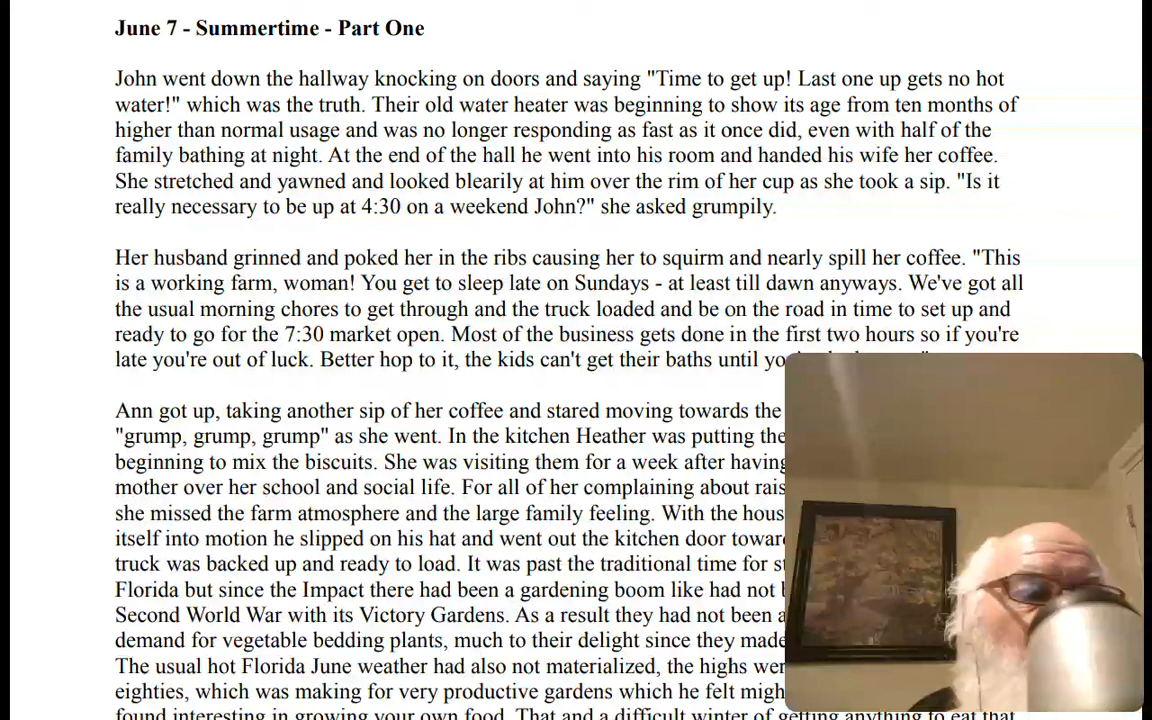 June 7 - Summertime - Part One
John went down the hallway knocking on doors and saying "Time to get up! Last one up gets no hot
water!" which was the truth. Their old water heater was beginning to show its age from ten months of
higher than normal usage and was no longer responding as fast as it once did, even with half of the
family bathing at night. At the end of the hall he went into his room and handed his wife her coffee.
She stretched and yawned and looked blearily at him over the rim of her cup as she took a sip. "Is it
really necessary to be up at 4:30 on a weekend John?" she asked grumpily.
Her husband grinned and poked her in the ribs causing her to squirm and nearly spill her coffee. "This
is a working farm, woman! You get to sleep late on Sundays - at least till dawn anyways. We've got all
the usual morning chores to get through and the truck loaded and be on the road in time to set up and
ready to go for the 7:30 market open. Most of the business gets done in the first two hours so if you're
late you're out of luck. Better hop to it, the kids can't get their baths until
Ann got up, taking another sip of her coffee and stared moving towards the
"grump, grump, grump" as she went. In the kitchen Heather was putting the
beginning to mix the biscuits. She was visiting them for a week after having
mother over her school and social life. For all of her complaining about
she missed the farm atmosphere and the large family feeling. With the
itself into motion he slipped on his hat and went out the kitchen door
truck was backed up and ready to load. It was past the traditional time for
Florida but since the Impact there had been a gardening boom like had not
Second World War with its Victory Gardens. As a result they had not been
demand for vegetable bedding plants, much to their delight since they made
The usual hot Florida June weather had also not materialized, the highs
eighties, which was making for very productive gardens which he felt
found interesting in growing your own food. That and a difficult winter of getting anything to eat that